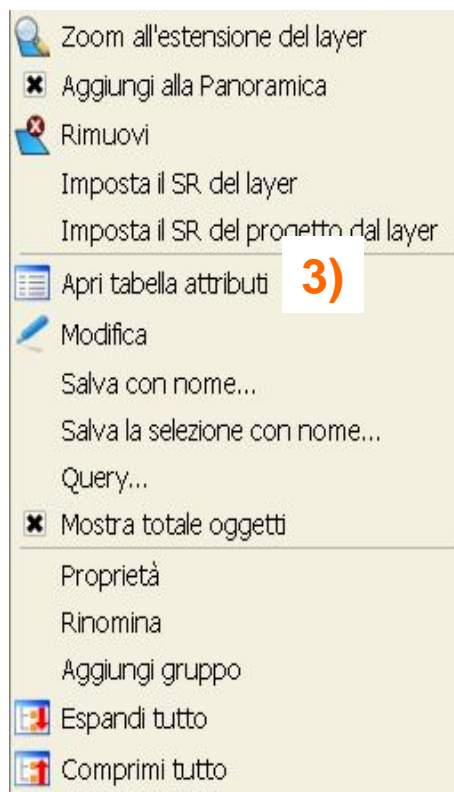 Zoom all'estensione del layer
Aggiungi alla Panoramica
Rimuovi
Imposta il SR del layer
Imposta il SR del progetto dal layer
Apri tabella attributi 3)
Modifica
Salva con nome...
Salva la selezione con nome...
Query...
Mostra totale oggetti
Proprietà
Rinomina
Aggiungi gruppo
Espandi tutto
Comprimi tutto